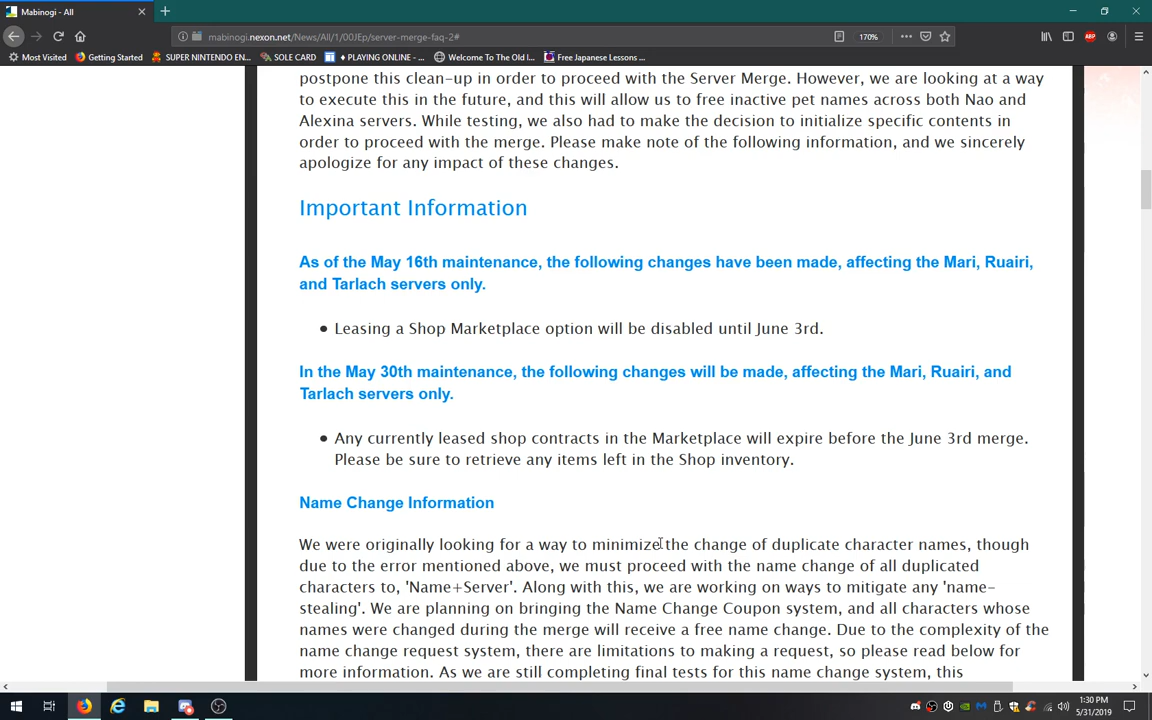 Mabinogi - All
mabinogi.nexon.net/News/All/1/00JEp/server-merge-faq-2#
170%
Most Visited
Getting Started
SUPER NINTENDO EN...
SOLE CARD
♦ PLAYING ONLINE - ...
Welcome To The Old I...
Free Japanese Lessons ...
postpone this clean-up in order to proceed with the Server Merge. However, we are looking at a way
to execute this in the future, and this will allow us to free inactive pet names across both Nao and
Alexina servers. While testing, we also had to make the decision to initialize specific contents in
order to proceed with the merge. Please make note of the following information, and we sincerely
apologize for any impact of these changes.
Important Information
As of the May 16th maintenance, the following changes have been made, affecting the Mari, Ruairi,
and Tarlach servers only.
● Leasing a Shop Marketplace option will be disabled until June 3rd.
In the May 30th maintenance, the following changes will be made, affecting the Mari, Ruairi, and
Tarlach servers only.
● Any currently leased shop contracts in the Marketplace will expire before the June 3rd merge.
Please be sure to retrieve any items left in the Shop inventory.
Name Change Information
We were originally looking for a way to minimize the change of duplicate character names, though
due to the error mentioned above, we must proceed with the name change of all duplicated
characters to, 'Name+Server'. Along with this, we are working on ways to mitigate any 'name-
stealing'. We are planning on bringing the Name Change Coupon system, and all characters whose
names were changed during the merge will receive a free name change. Due to the complexity of the
name change request system, there are limitations to making a request, so please read below for
more information. As we are still completing final tests for this name change system, this
1:30 PM
5/31/2019